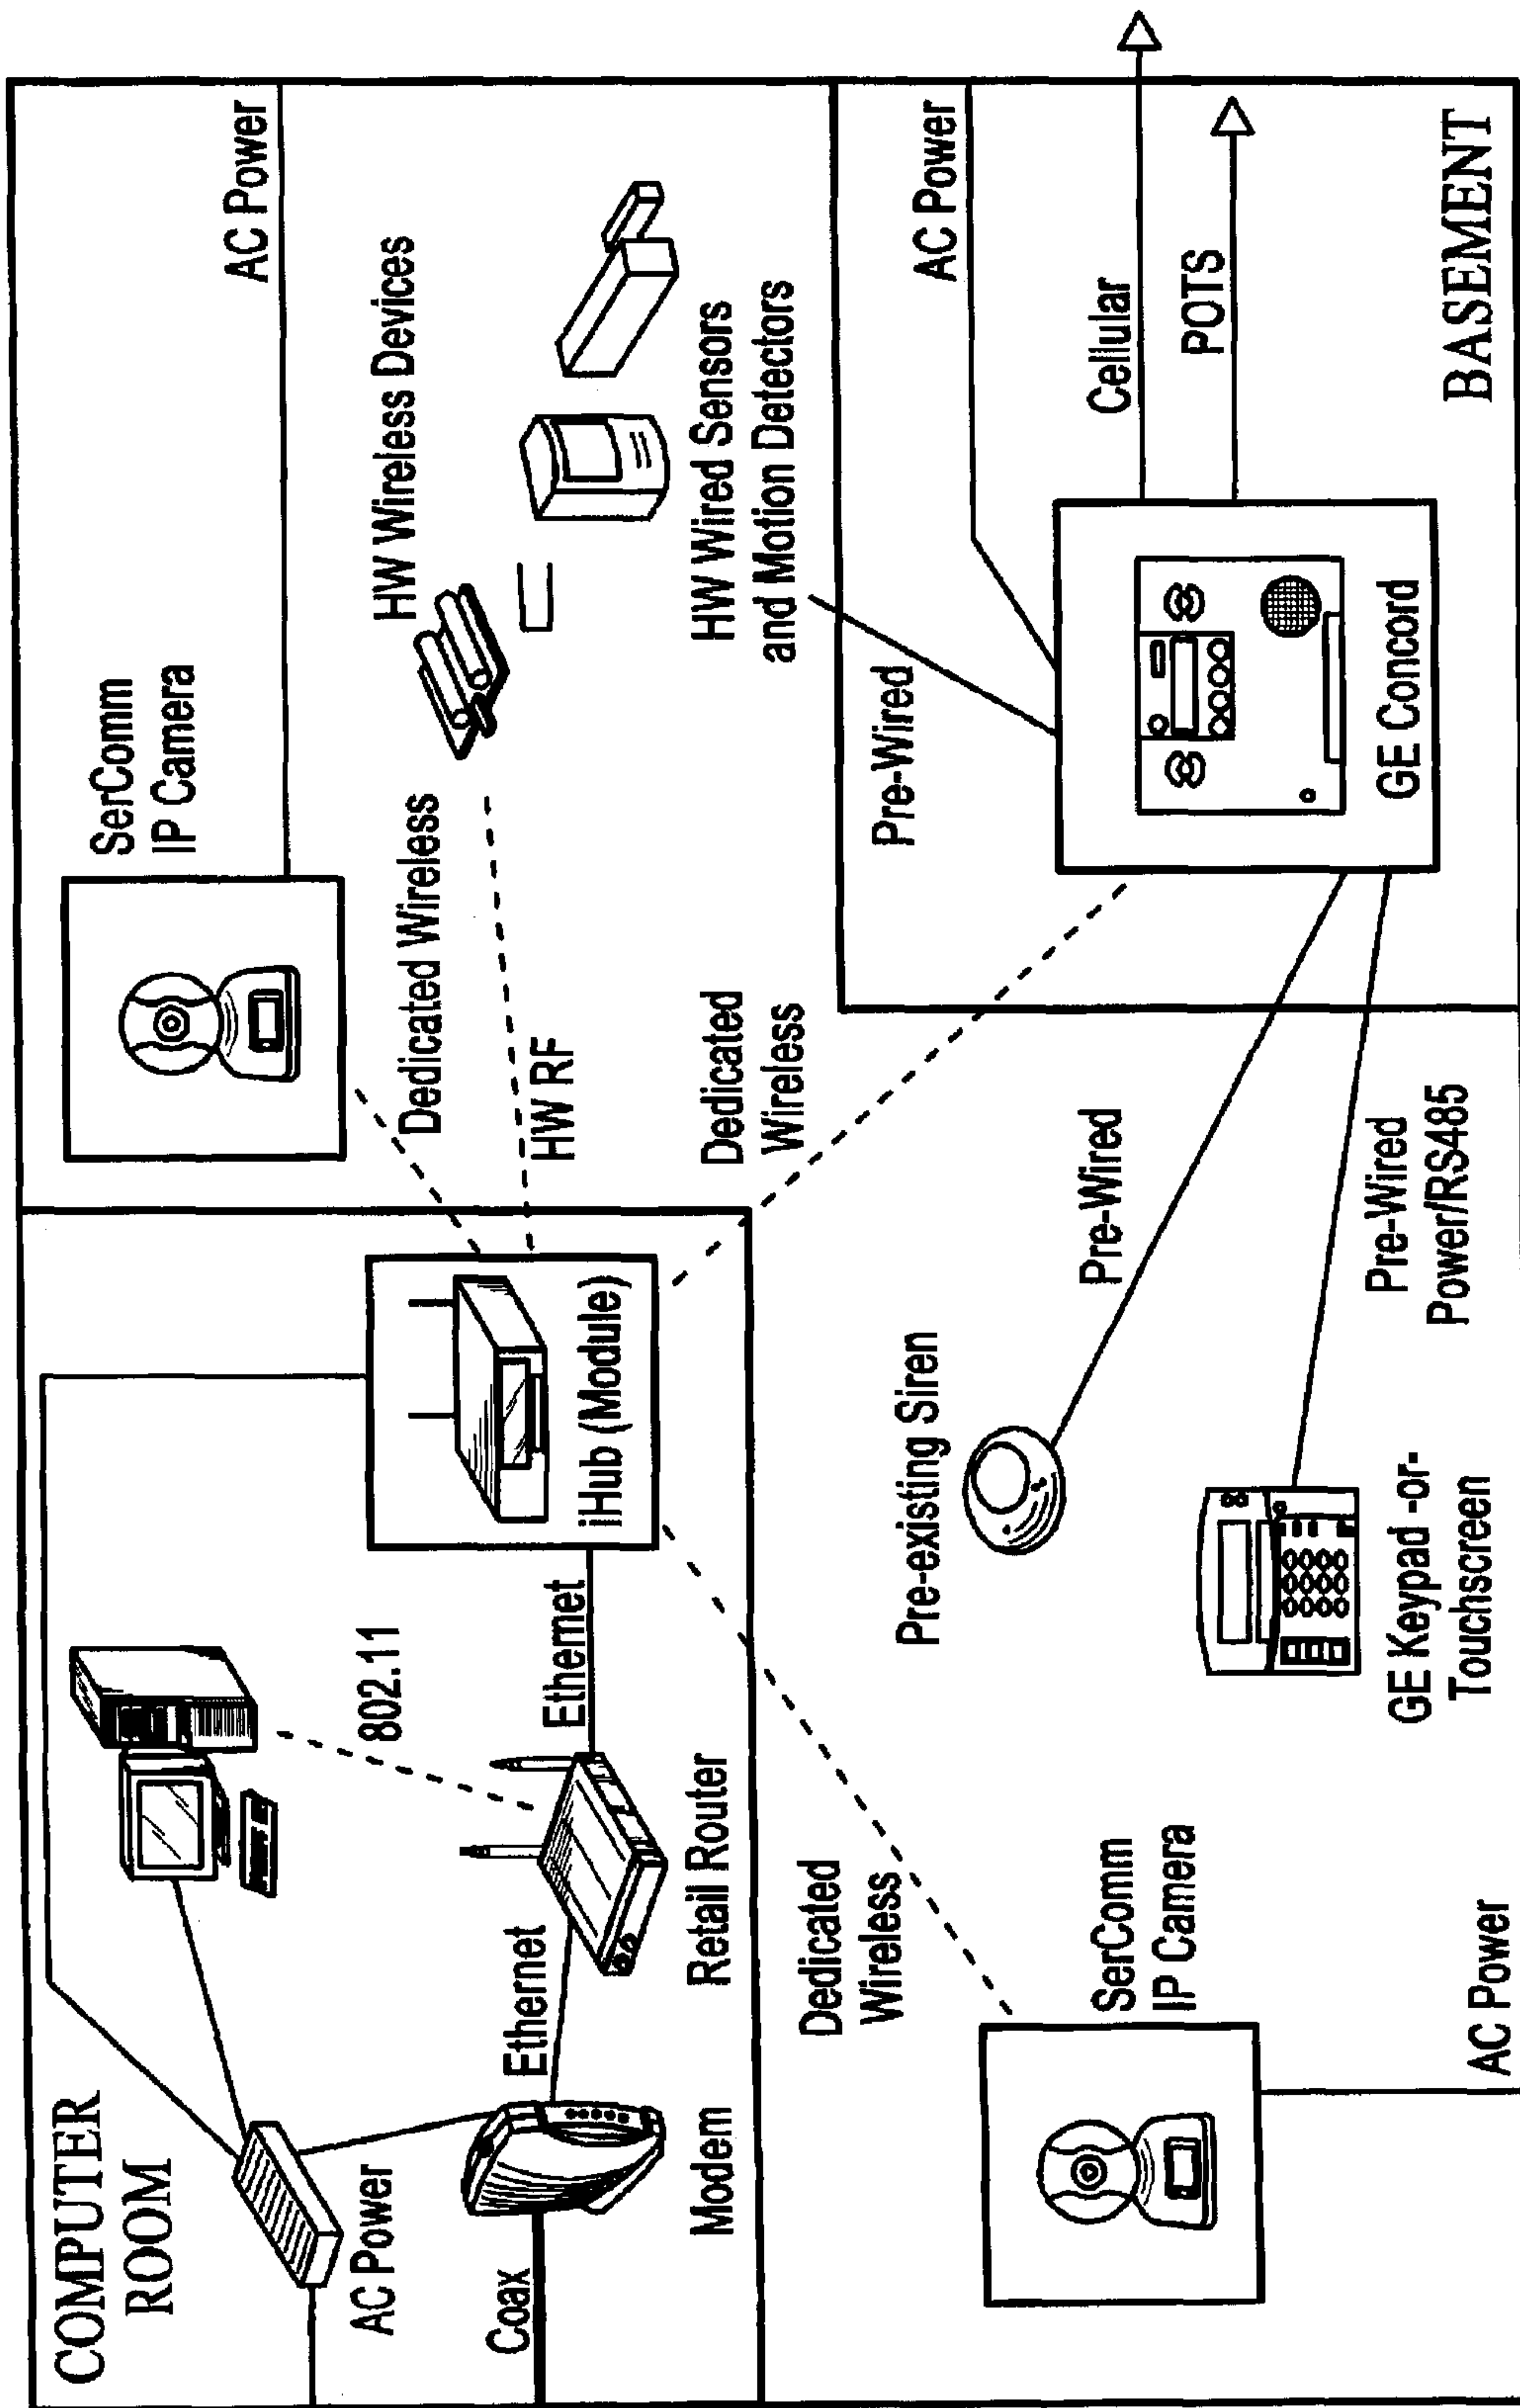 COMPUTER
ROOM
AC Power
Coax
Modem
Ethernet
Retail Router
802.11
Ethernet
iHub (Module)
SerComm
IP Camera
AC Power
Dedicated Wireless
HW RF
HW Wireless Devices
HW Wired Sensors
and Motion Detectors
Dedicated
Wireless
Dedicated
Wireless
SerComm
IP Camera
AC Power
Pre-existing Siren
Pre-Wired
GE Keypad -or-
Touchscreen
Pre-Wired
Power/RS485
Pre-Wired
AC Power
Cellular
POTS
GE Concord
BASEMENT